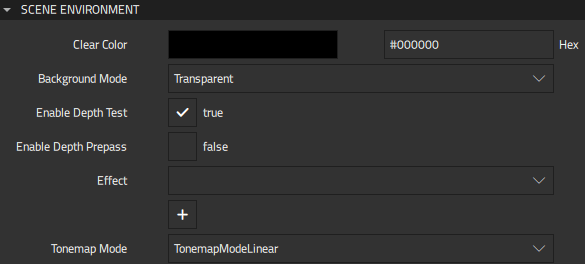 SCENE ENVIRONMENT
Clear Color #000000 Hex
Background Mode Transparent
Enable Depth Test true
Enable Depth Prepass false
Effect
Tonemap Mode TonemapModeLinear